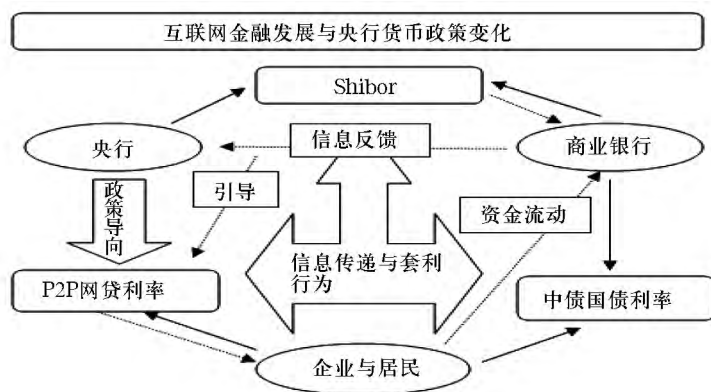 互联网金融发展与央行货币政策变化
Shibor
央行
信息反馈
商业银行
政策导向
引导
资金流动
信息传递与套利
行为
P2P网贷利率
中债国债利率
企业与居民